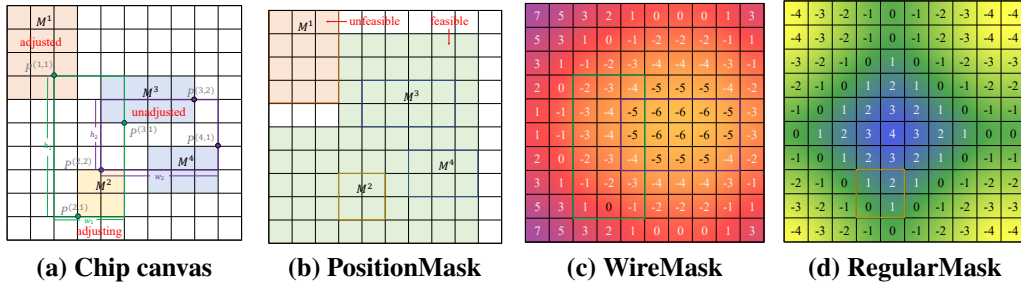 M¹
adjusted
P^(1,1)
M³
P^(3,2)
unadjusted
P^(3,1)
h₁
h₂
P^(4,1)
P^(2,2)
M⁴
M²
w₂
P^(2,1)
w₁
adjusting
(a) Chip canvas
M¹
unfeasible
feasible
M³
M⁴
M²
(b) PositionMask
7 5 3 2 1 0 0 0 1 3
5 3 1 0 -1 -2 -2 -2 -1 1
3 1 -1 -2 -3 -4 -4 -4 -3 -1
2 0 -2 -3 -4 -5 -5 -5 -4 -2
1 -1 -3 -4 -5 -6 -6 -6 -5 -3
1 -1 -3 -4 -5 -6 -6 -6 -5 -3
2 0 -2 -3 -4 -5 -5 -5 -4 -2
3 1 -1 -2 -3 -4 -4 -4 -3 -1
5 3 1 0 -1 -2 -2 -2 -1 1
7 5 3 2 1 0 0 0 1 3
(c) WireMask
-4 -3 -2 -1 0 -1 -2 -3 -4 -4
-4 -3 -2 -1 0 -1 -2 -3 -4 -4
-3 -2 -1 0 1 0 -1 -2 -3 -3
-2 -1 0 1 2 1 0 -1 -2 -2
-1 0 1 2 3 2 1 0 -1 -1
0 1 2 3 4 3 2 1 0 0
-1 0 1 2 3 2 1 0 -1 -1
-2 -1 0 1 2 1 0 -1 -2 -2
-3 -2 -1 0 1 0 -1 -2 -3 -3
-4 -3 -2 -1 0 -1 -2 -3 -4 -4
(d) RegularMask